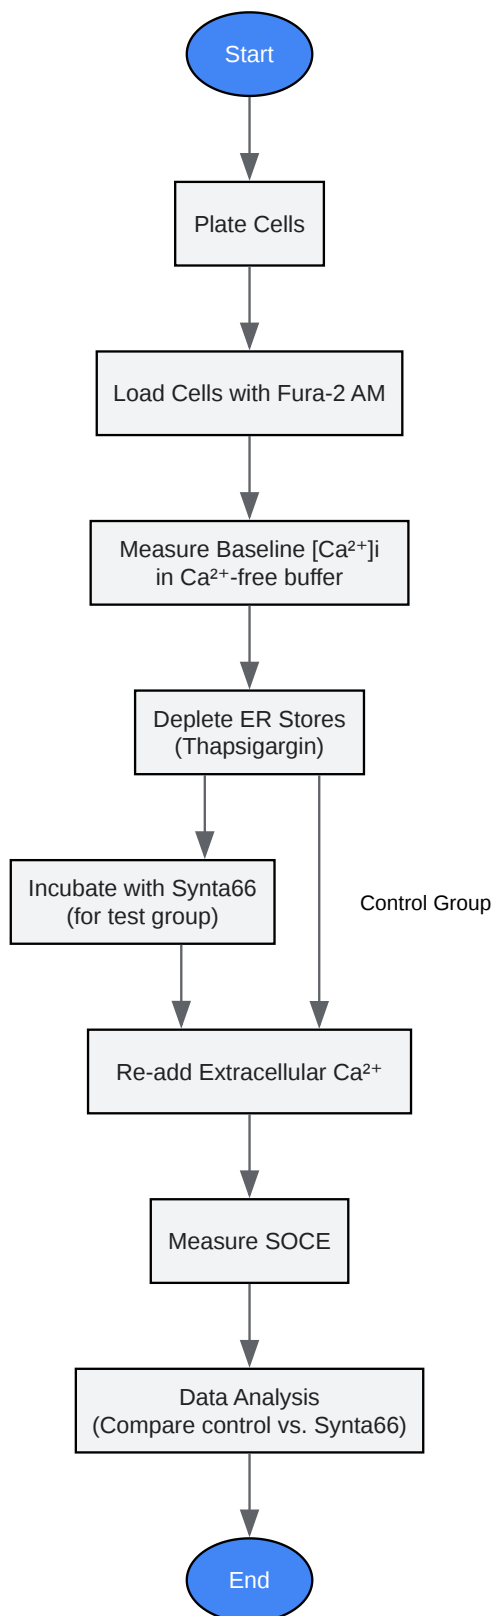 Start
Plate Cells
Load Cells with Fura-2 AM
Measure Baseline [Ca²⁺]i
in Ca²⁺-free buffer
Deplete ER Stores
(Thapsigargin)
Incubate with Synta66
(for test group)
Control Group
Re-add Extracellular Ca²⁺
Measure SOCE
Data Analysis
(Compare control vs. Synta66)
End